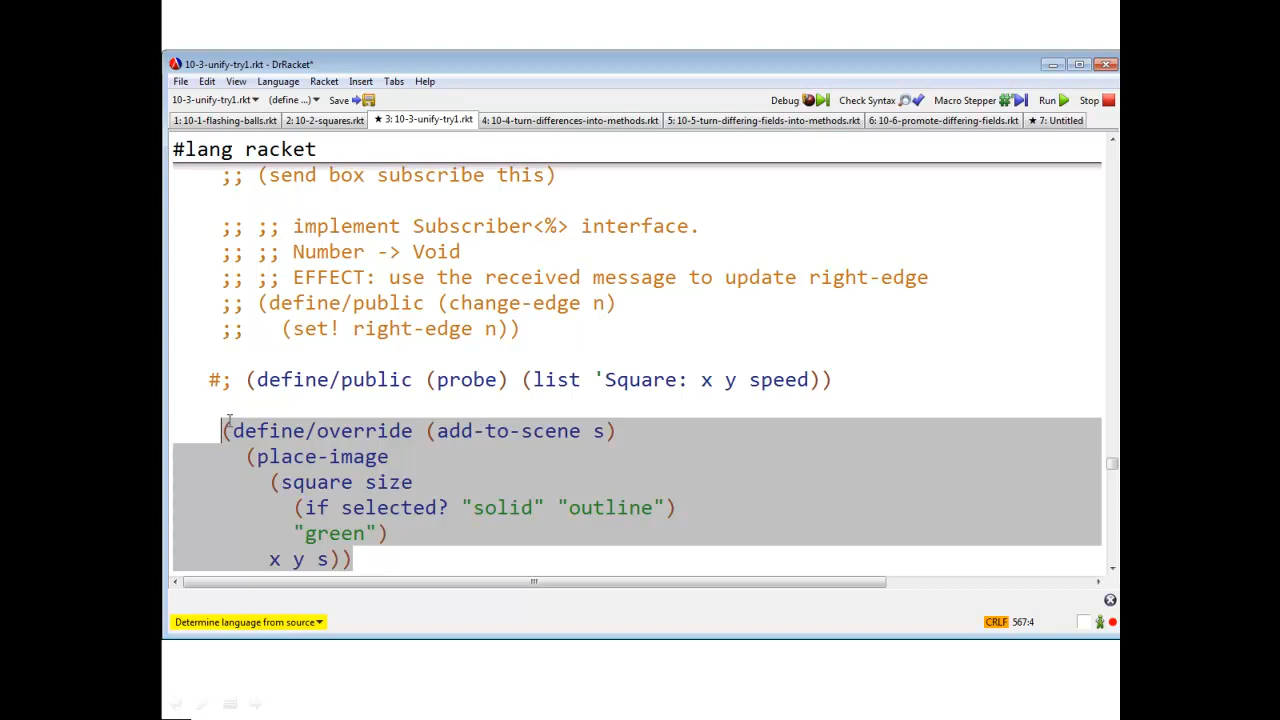 10-3-unify-try1.rkt - DrRacket*
File Edit View Language Racket Insert Tabs Help
10-3-unify-try1.rkt (define ...) Save Debug Check Syntax Macro Stepper Run Stop
1: 10-1-flashing-balls.rkt 2: 10-2-squares.rkt ★ 3: 10-3-unify-try1.rkt 4: 10-4-turn-differences-into-methods.rkt 5: 10-5-turn-differing-fields-into-methods.rkt 6: 10-6-promote-differing-fields.rkt ★ 7: Untitled
#lang racket
;; (send box subscribe this)
;; ;; implement Subscriber<%> interface.
;; ;; Number -> Void
;; ;; EFFECT: use the received message to update right-edge
;; (define/public (change-edge n)
;; (set! right-edge n))
#; (define/public (probe) (list 'Square: x y speed))
(define/override (add-to-scene s)
(place-image
(square size
(if selected? "solid" "outline")
"green")
x y s))
Determine language from source CRLF 567:4